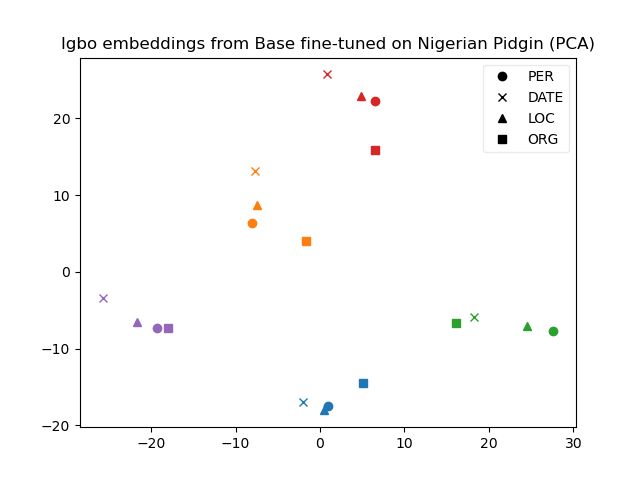 Igbo embeddings from Base fine-tuned on Nigerian Pidgin (PCA)
PER
DATE
LOC
ORG
20
10
0
−10
−20
−20 −10 0 10 20 30